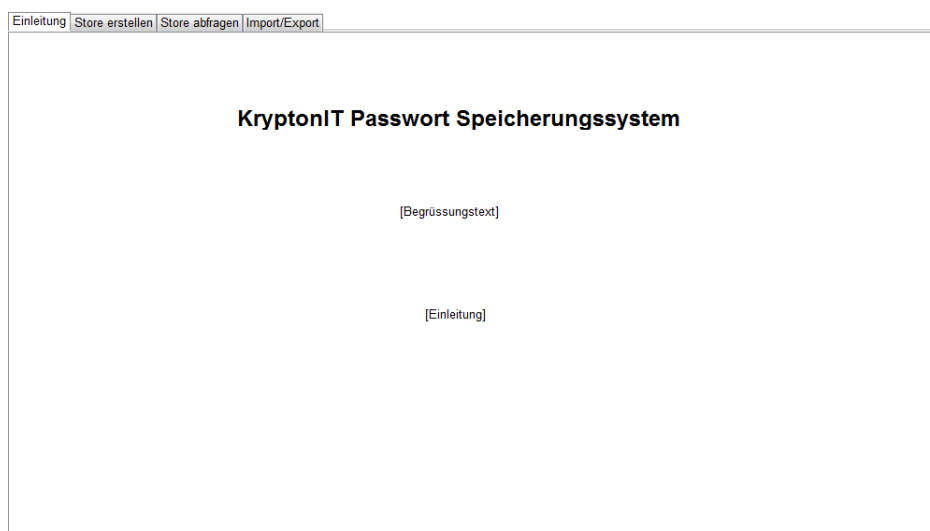 Einleitung Store erstellen Store abfragen Import/Export
KryptonIT Passwort Speicherungssystem
[Begrüssungstext]
[Einleitung]